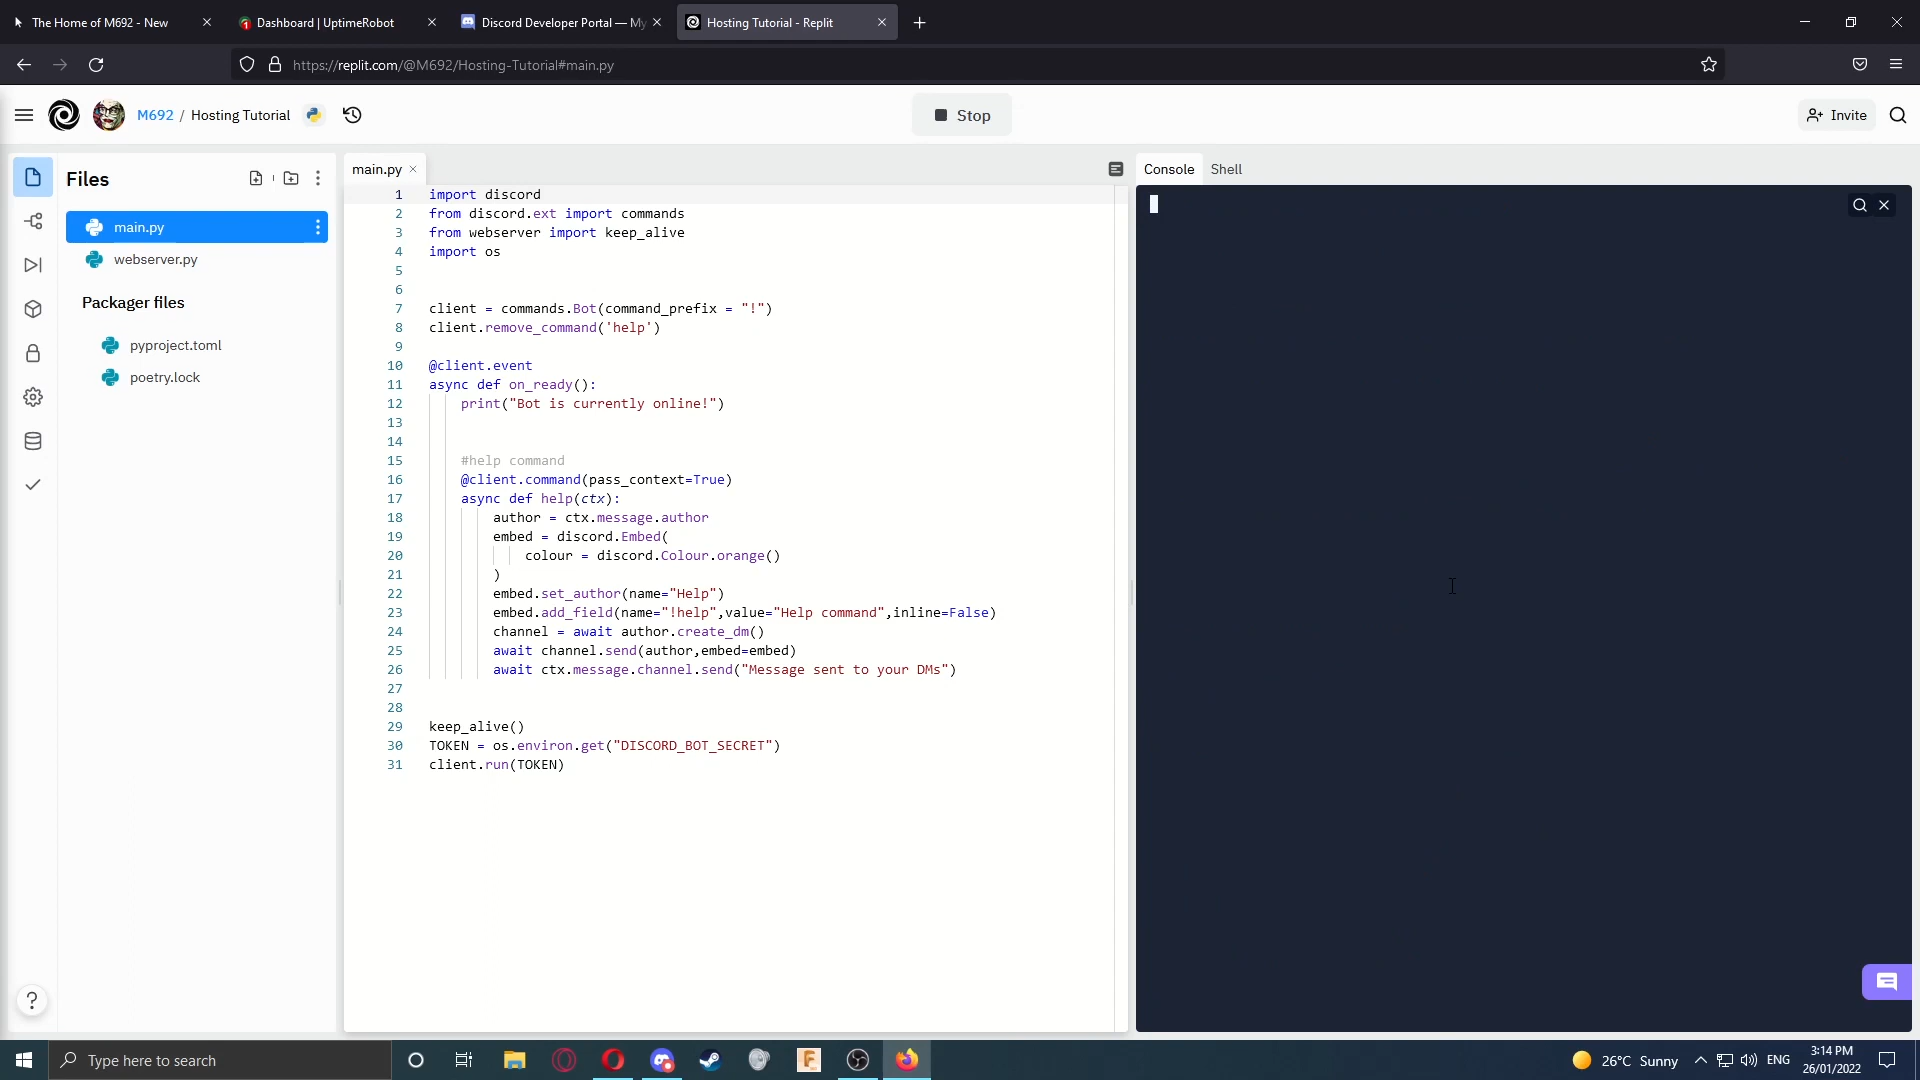 The Home of M692 - New
Dashboard | UptimeRobot
Discord Developer Portal — My
Hosting Tutorial - Replit
https://replit.com/@M692/Hosting-Tutorial#main.py
M692 / Hosting Tutorial
Stop
Invite
Files
main.py
webserver.py
Packager files
pyproject.toml
poetry.lock
main.py
1 import discord
2 from discord.ext import commands
3 from webserver import keep_alive
4 import os
5
6
7 client = commands.Bot(command_prefix = "!")
8 client.remove_command('help')
9
10 @client.event
11 async def on_ready():
12 print("Bot is currently online!")
13
14
15 #help command
16 @client.command(pass_context=True)
17 async def help(ctx):
18 author = ctx.message.author
19 embed = discord.Embed(
20 colour = discord.Colour.orange()
21 )
22 embed.set_author(name="Help")
23 embed.add_field(name="!help",value="Help command",inline=False)
24 channel = await author.create_dm()
25 await channel.send(author,embed=embed)
26 await ctx.message.channel.send("Message sent to your DMs")
27
28
29 keep_alive()
30 TOKEN = os.environ.get("DISCORD_BOT_SECRET")
31 client.run(TOKEN)
Console Shell
?
Type here to search
26°C Sunny
ENG
3:14 PM
26/01/2022